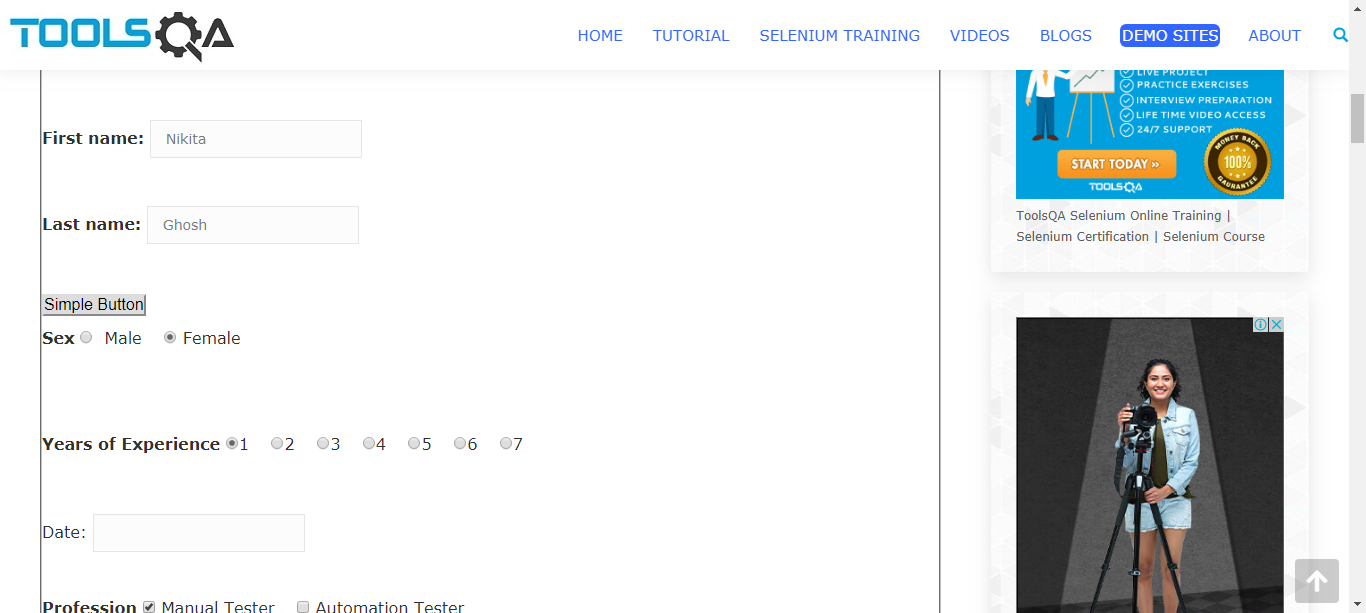 TOOLSQA
HOME TUTORIAL SELENIUM TRAINING VIDEOS BLOGS DEMO SITES ABOUT
First name: Nikita
Last name: Ghosh
Simple Button
Sex Male Female
Years of Experience 1 2 3 4 5 6 7
Date:
Profession Manual Tester Automation Tester
LIVE PROJECT
PRACTICE EXERCISES
INTERVIEW PREPARATION
LIFE TIME VIDEO ACCESS
24/7 SUPPORT
START TODAY »
MONEY BACK
100%
GAURANTEE
TOOLSQA
ToolsQA Selenium Online Training |
Selenium Certification | Selenium Course